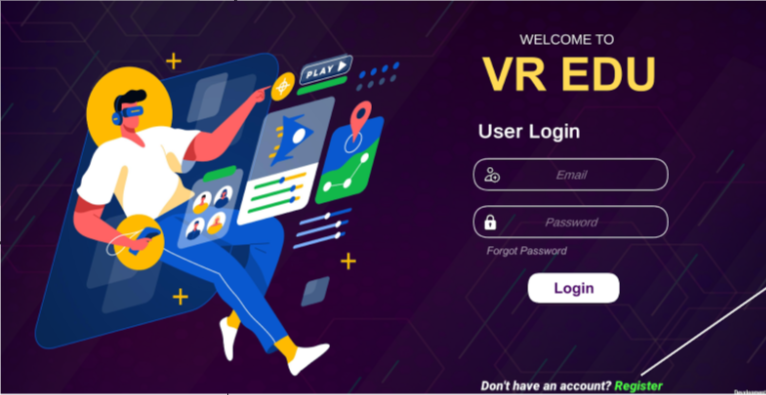 PLAY
WELCOME TO
VR EDU
User Login
Email
Password
Forgot Password
Login
Don't have an account? Register